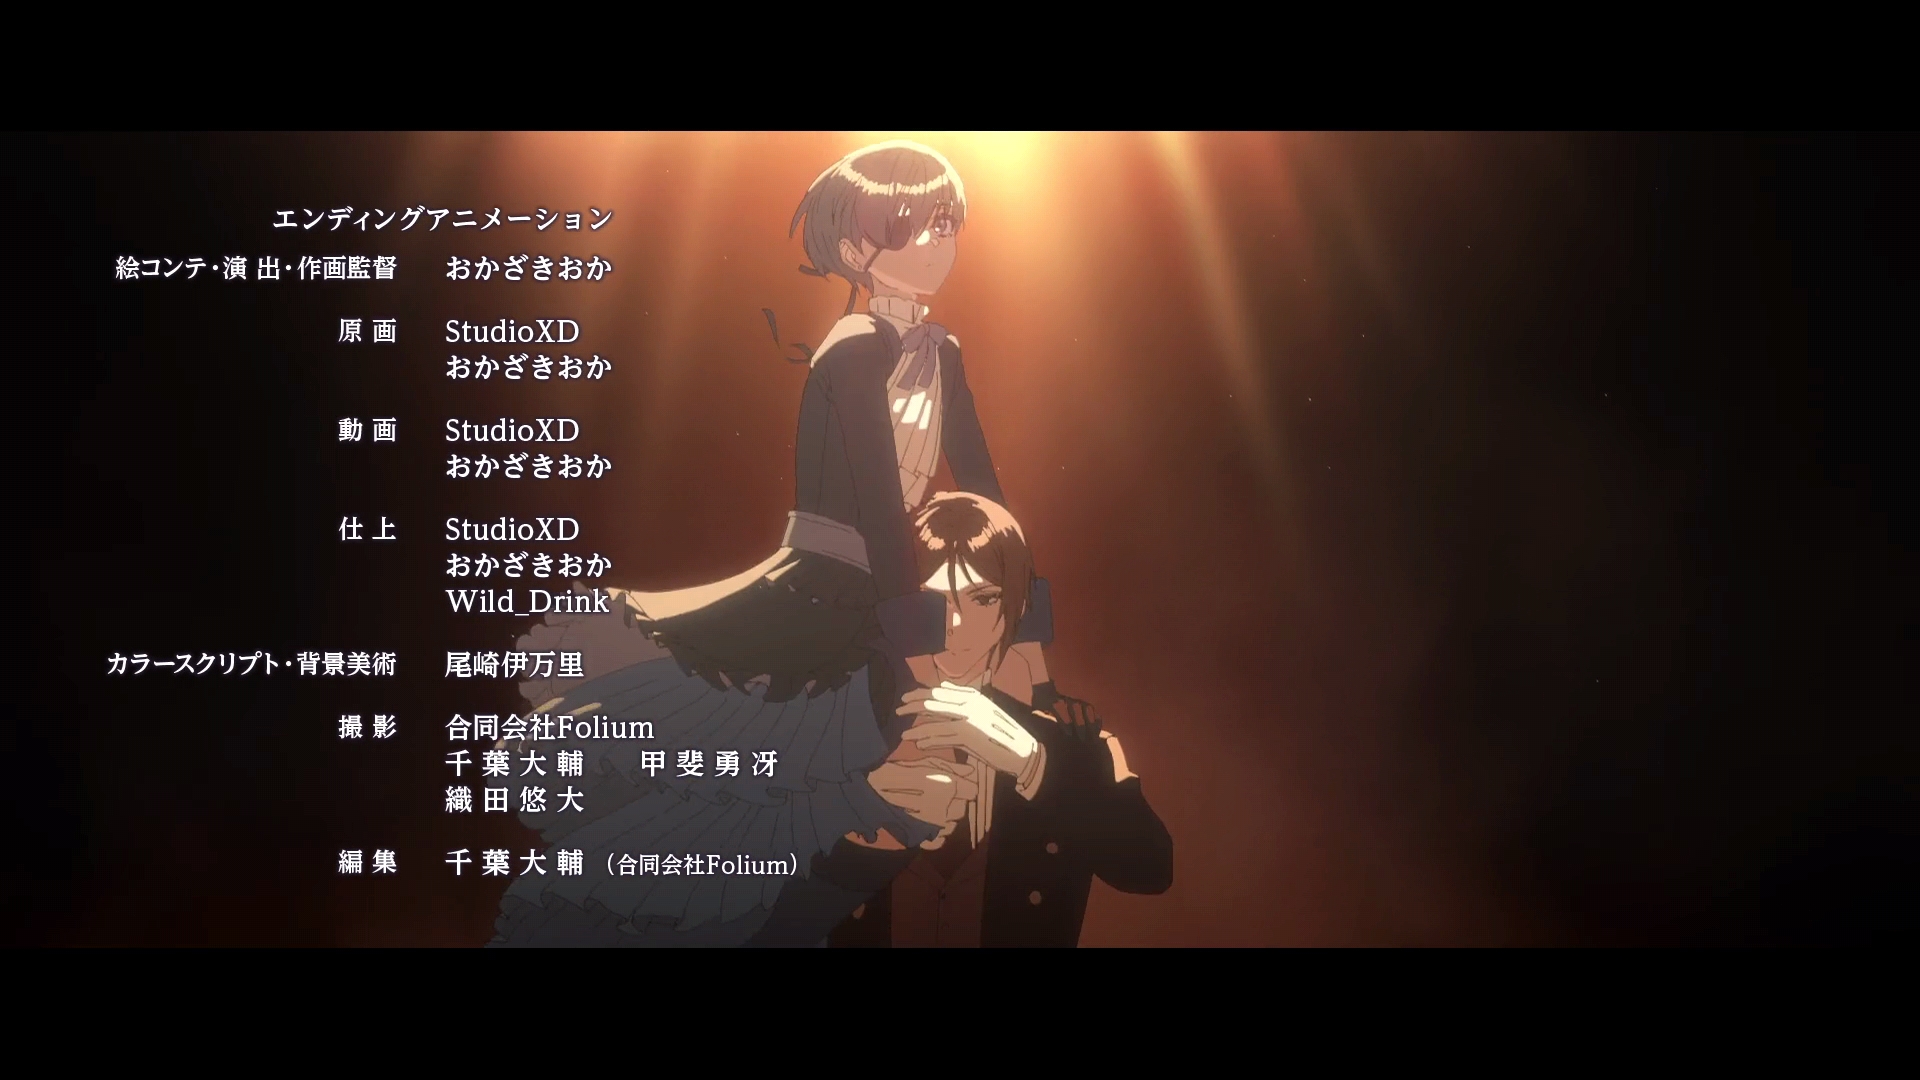 エンディングアニメーション
絵コンテ・演 出・作画監督 おかざきおか
原 画 StudioXD
おかざきおか
動 画 StudioXD
おかざきおか
仕 上 StudioXD
おかざきおか
Wild_Drink
カラースクリプト・背景美術 尾崎伊万里
撮 影 合同会社Folium
千 葉 大 輔 甲 斐 勇 冴
織 田 悠 大
編 集 千 葉 大 輔 （合同会社Folium）